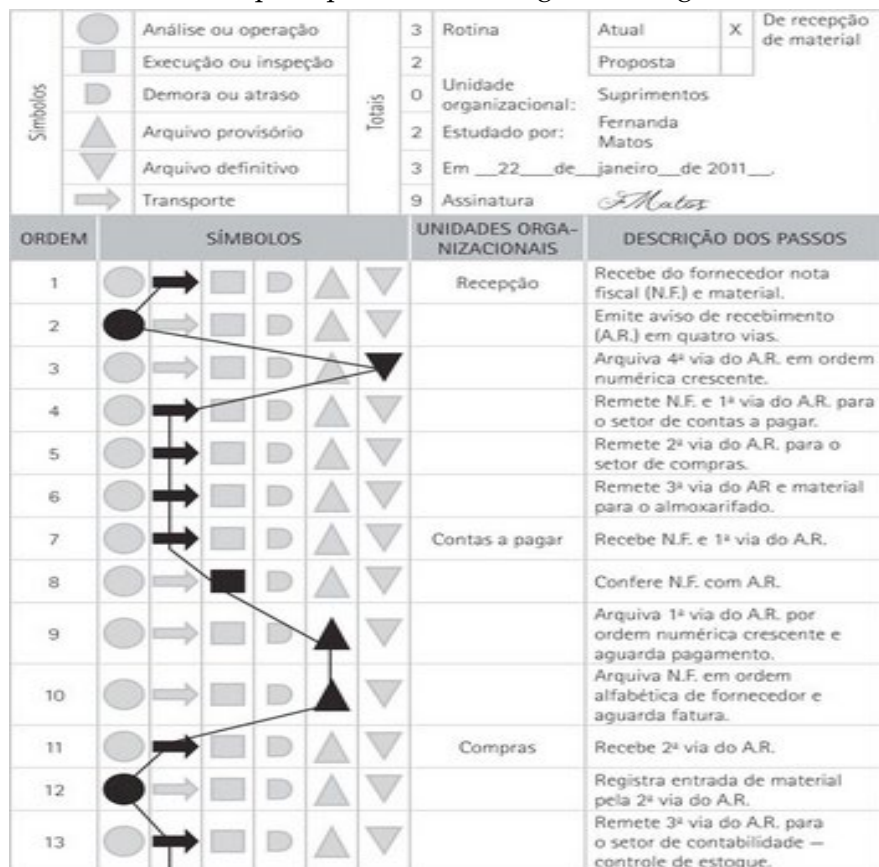 Símbolos
Análise ou operação
Execução ou inspeção
Demora ou atraso
Arquivo provisório
Arquivo definitivo
Transporte
Totais
3 Rotina Atual X De recepção
de material
2 Proposta
0 Unidade
organizacional: Suprimentos
2 Estudado por: Fernanda
Matos
3 Em __22____de__janeiro__de 2011__.
9 Assinatura FMatos
ORDEM SÍMBOLOS UNIDADES ORGA-
NIZACIONAIS DESCRIÇÃO DOS PASSOS
1 Recepção Recebe do fornecedor nota
fiscal (N.F.) e material.
2 Emite aviso de recebimento
(A.R.) em quatro vias.
3 Arquiva 4ª via do A.R. em ordem
numérica crescente.
4 Remete N.F. e 1ª via do A.R. para
o setor de contas a pagar.
5 Remete 2ª via do A.R. para o
setor de compras.
6 Remete 3ª via do AR e material
para o almoxarifado.
7 Contas a pagar Recebe N.F. e 1ª via do A.R.
8 Confere N.F. com A.R.
9 Arquiva 1ª via do A.R. por
ordem numérica crescente e
aguarda pagamento.
10 Arquiva N.F. em ordem
alfabética de fornecedor e
aguarda fatura.
11 Compras Recebe 2ª via do A.R.
12 Registra entrada de material
pela 2ª via do A.R.
13 Remete 3ª via do A.R. para
o setor de contabilidade –
controle de estoque.